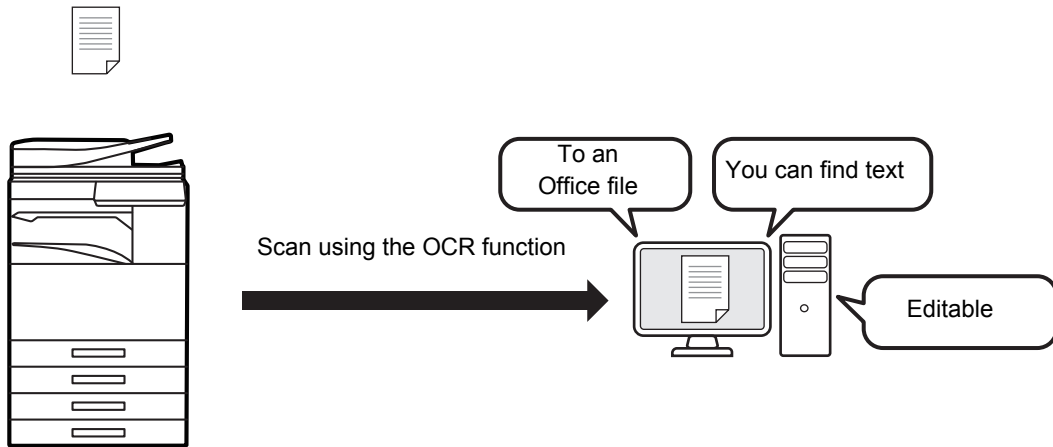 To an
Office file
You can find text
Scan using the OCR function
Editable